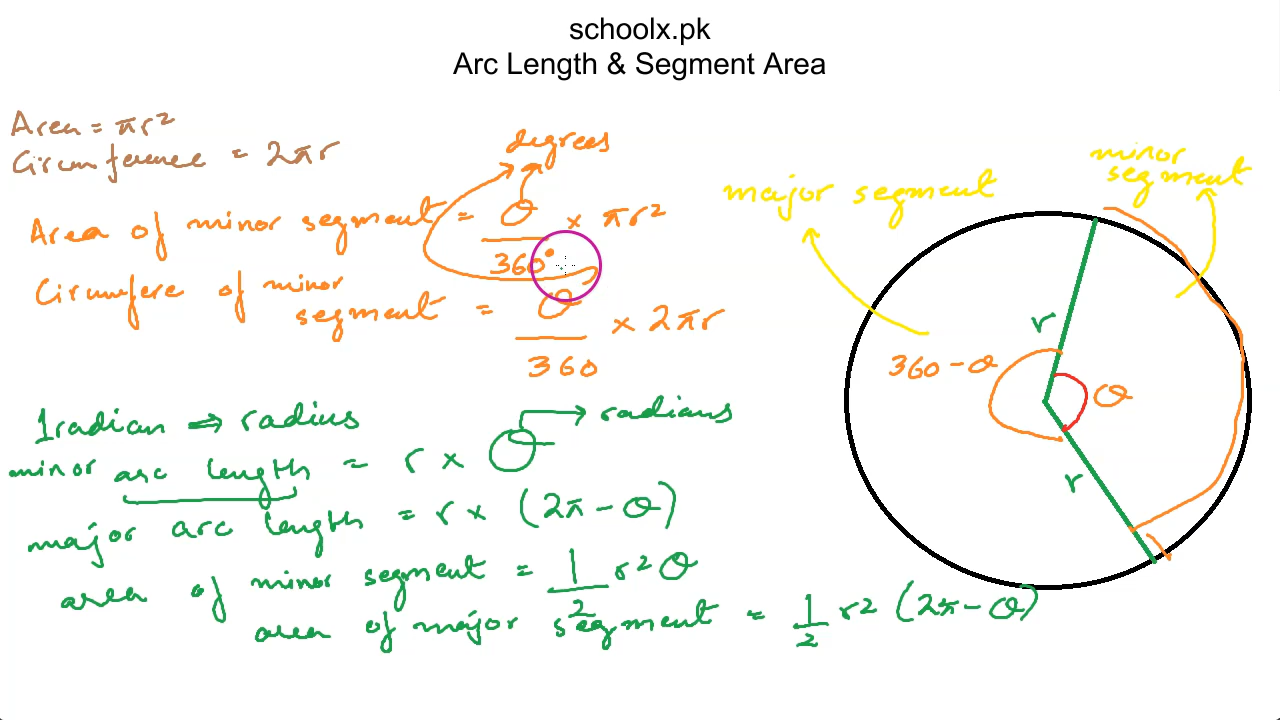 schoolx.pk
Arc Length & Segment Area
Area = πr²
Circumference = 2πr
degrees
Area of minor segment = θ/360° × πr²
Circumfere of minor
segment = θ/360 × 2πr
1radian ⇒ radius
radians
minor arc length = r × θ
major arc length = r × (2π - θ)
area of minor segment = 1/2 r² θ
area of major segment = 1/2 r² (2π - θ)
major segment
minor
segment
r
360 - θ
θ
r